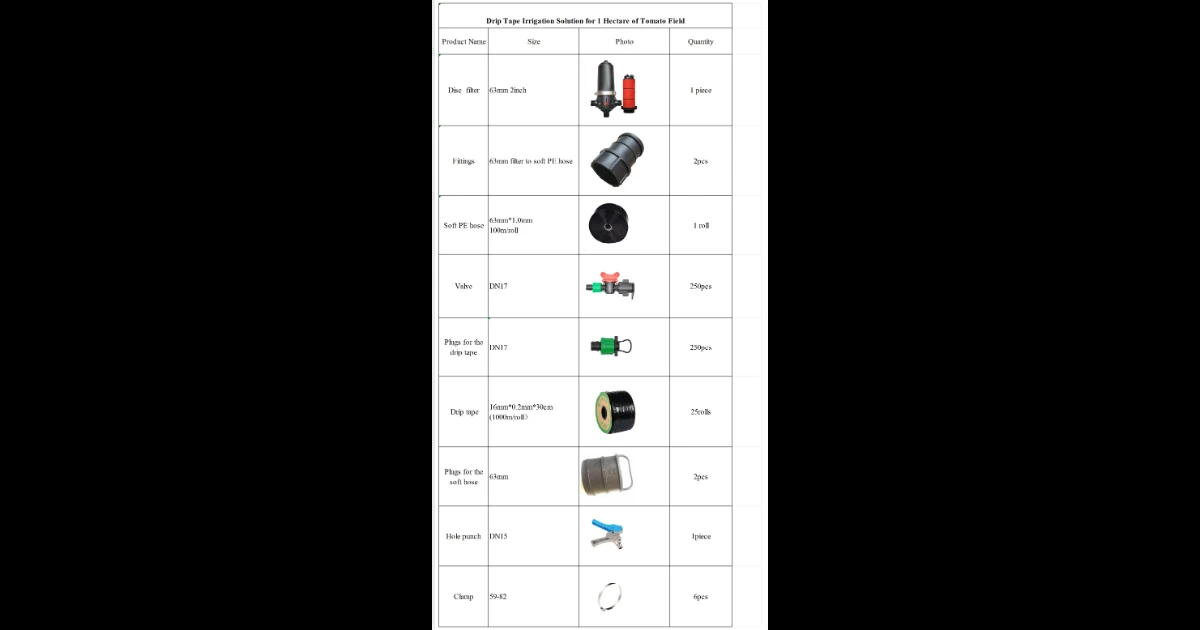 Drip Tape Irrigation Solution for 1 Hectare of Tomato Field
Product Name Size Photo Quantity
Disc filter 63mm 2inch 1 piece
Fittings 63mm filter to soft PE hose 2pcs
Soft PE hose 63mm*1.0mm 1 roll
100m/roll
Valve DN17 250pcs
Plugs for the
drip tape DN17 250pcs
Drip tape 16mm*0.2mm*30cm 25rolls
(1000m/roll)
Plugs for the
soft hose 63mm 2pcs
Hole punch DN15 1piece
Clamp 59-82 6pcs